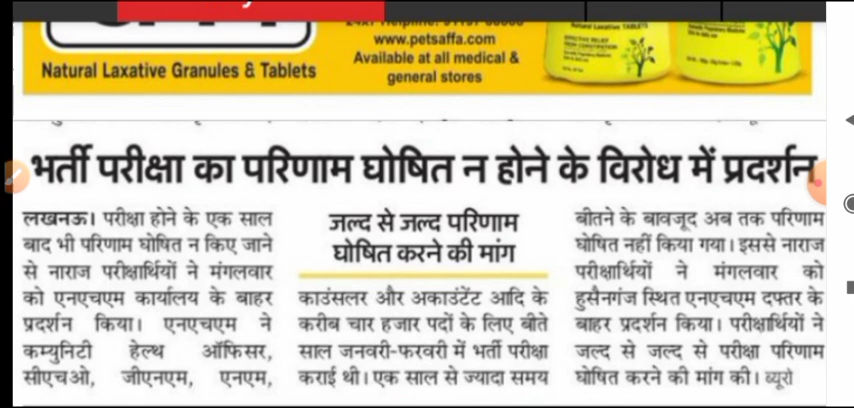 Natural Laxative Granules & Tablets
www.petsaffa.com
Available at all medical &
general stores
भर्ती परीक्षा का परिणाम घोषित न होने के विरोध में प्रदर्शन
लखनऊ। परीक्षा होने के एक साल
बाद भी परिणाम घोषित न किए जाने
से नाराज परीक्षार्थियों ने मंगलवार
को एनएचएम कार्यालय के बाहर
प्रदर्शन किया। एनएचएम ने
कम्युनिटी हेल्थ ऑफिसर,
सीएचओ, जीएनएम, एनएम,
जल्द से जल्द परिणाम
घोषित करने की मांग
काउंसलर और अकाउंटेंट आदि के
करीब चार हजार पदों के लिए बीते
साल जनवरी-फरवरी में भर्ती परीक्षा
कराई थी। एक साल से ज्यादा समय
बीतने के बावजूद अब तक परिणाम
घोषित नहीं किया गया। इससे नाराज
परीक्षार्थियों ने मंगलवार को
हुसैनगंज स्थित एनएचएम दफ्तर के
बाहर प्रदर्शन किया। परीक्षार्थियों ने
जल्द से जल्द से परीक्षा परिणाम
घोषित करने की मांग की। ब्यूरो